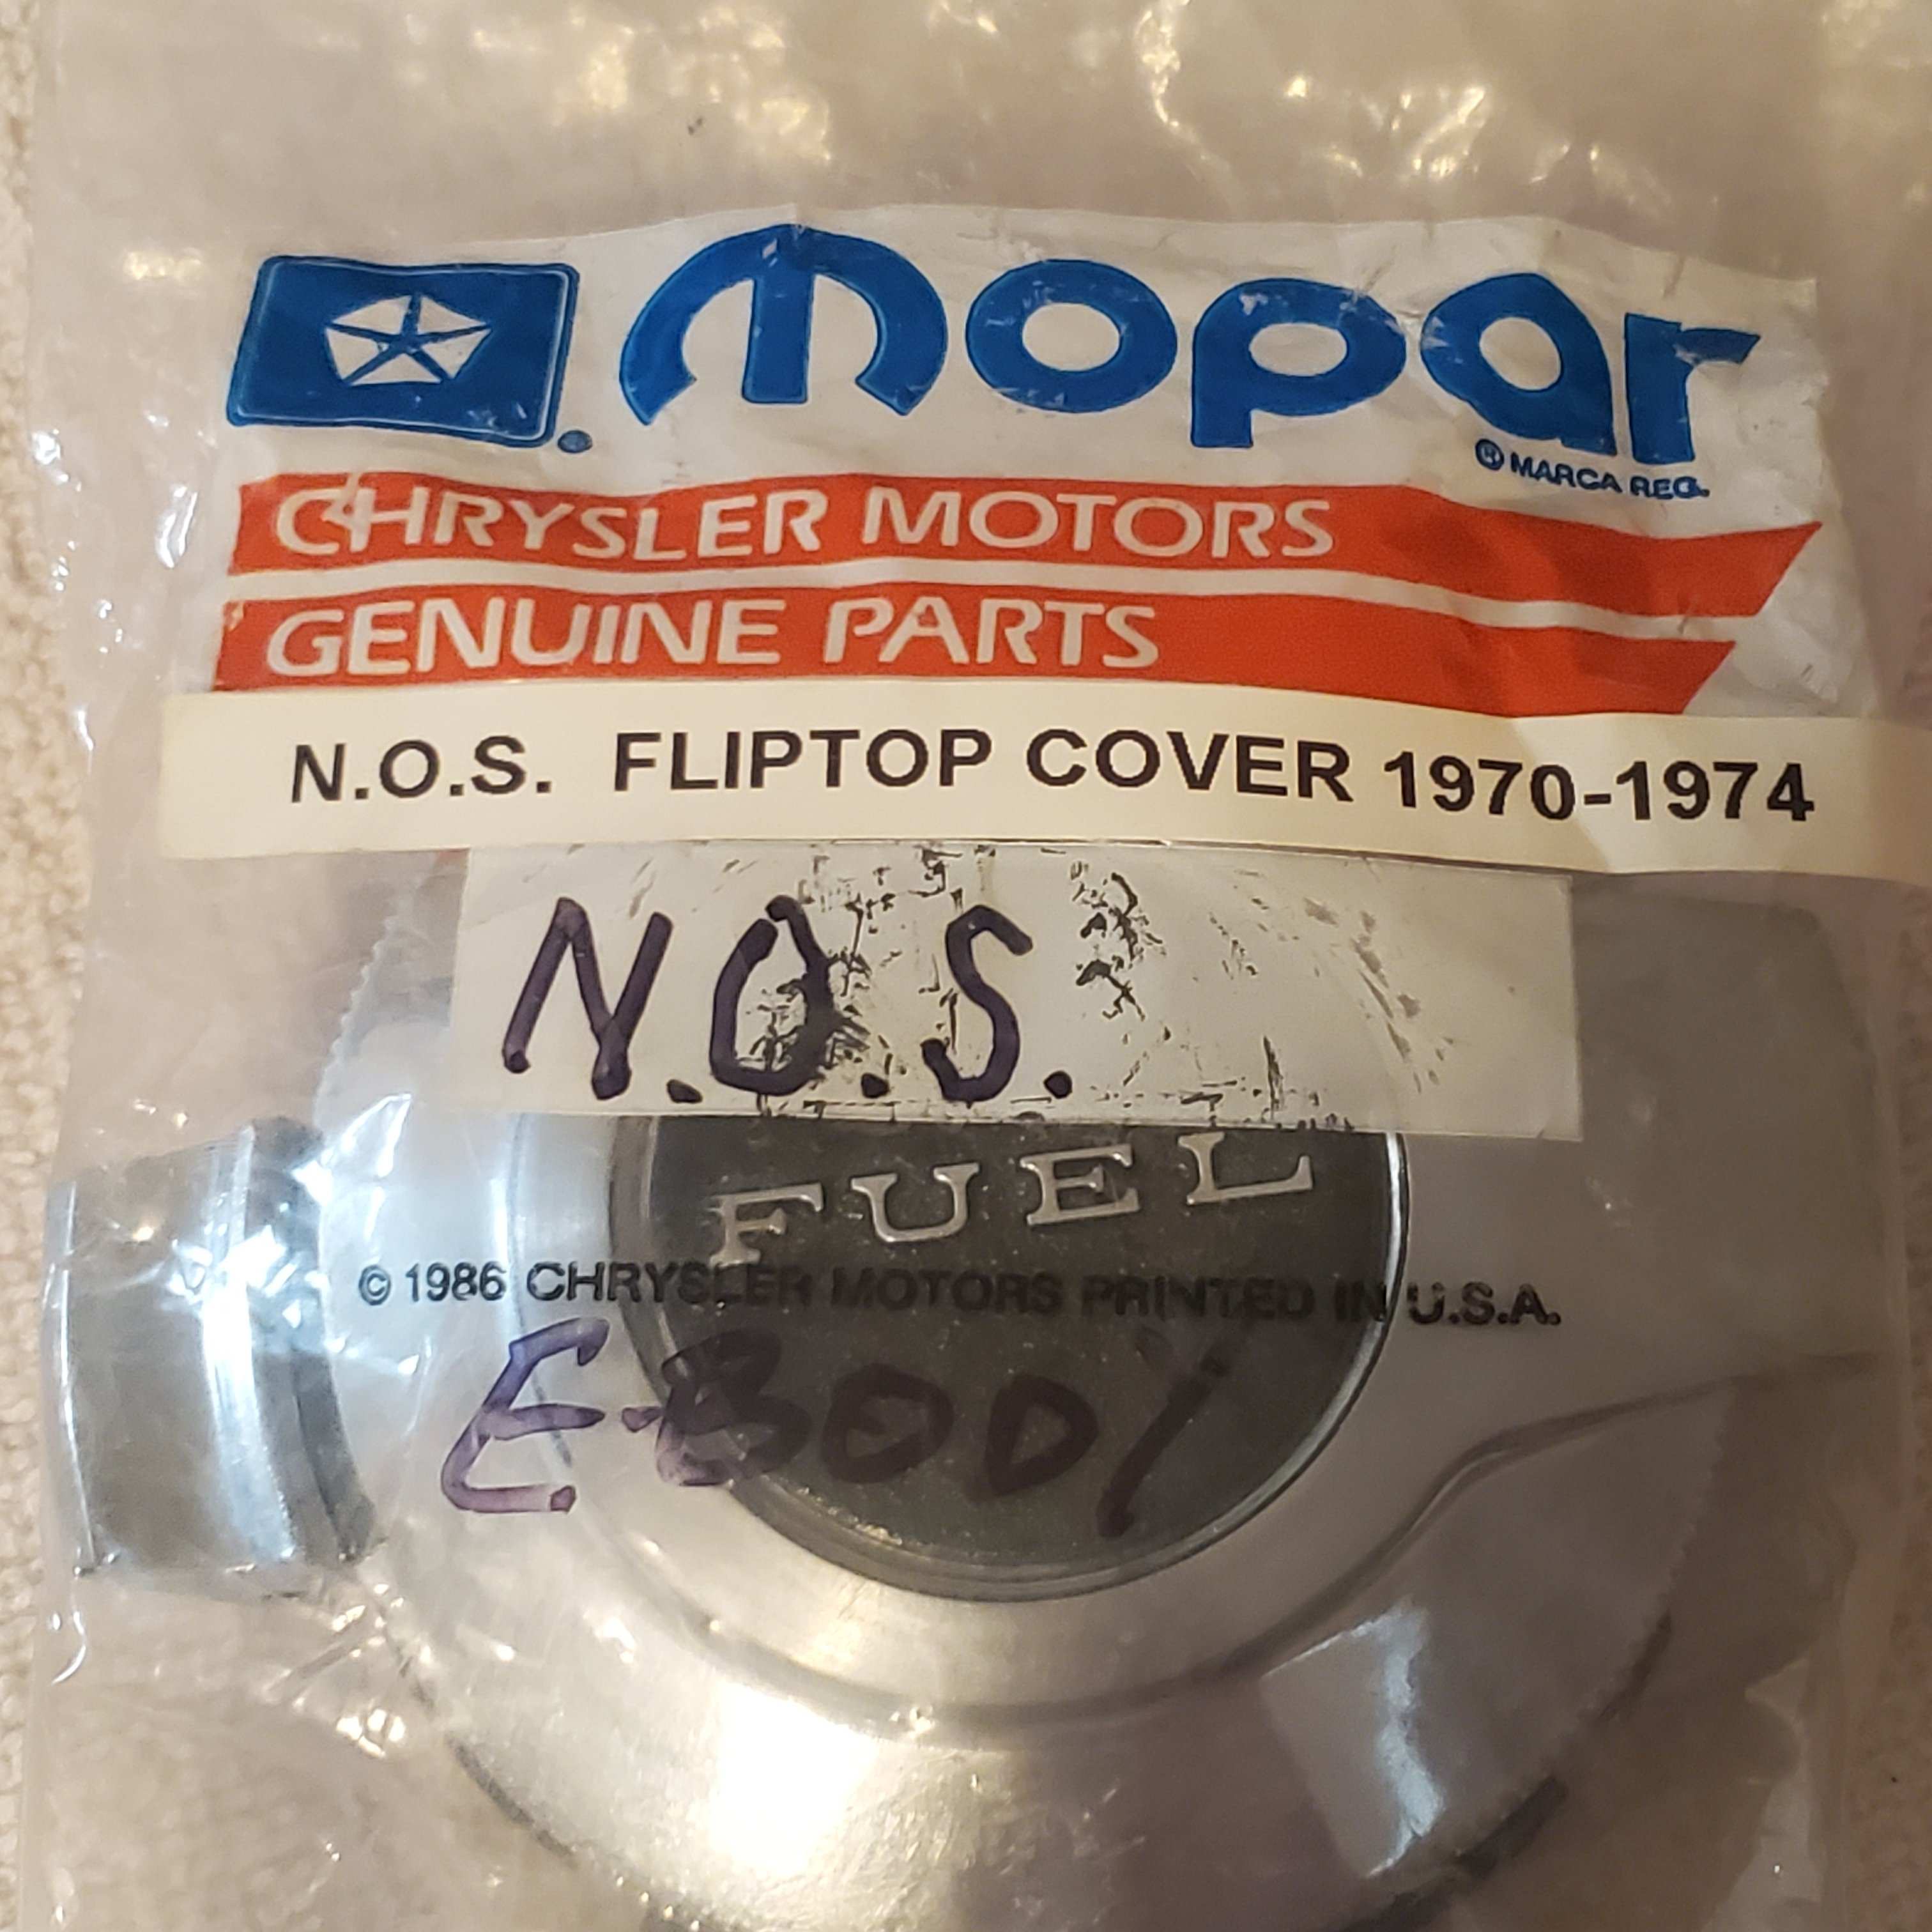 mopar
® MARCA REG.
CHRYSLER MOTORS
GENUINE PARTS
N.O.S. FLIPTOP COVER 1970-1974
N.O.S.
FUEL
© 1986 CHRYSLER MOTORS PRINTED IN U.S.A.
E-BODY